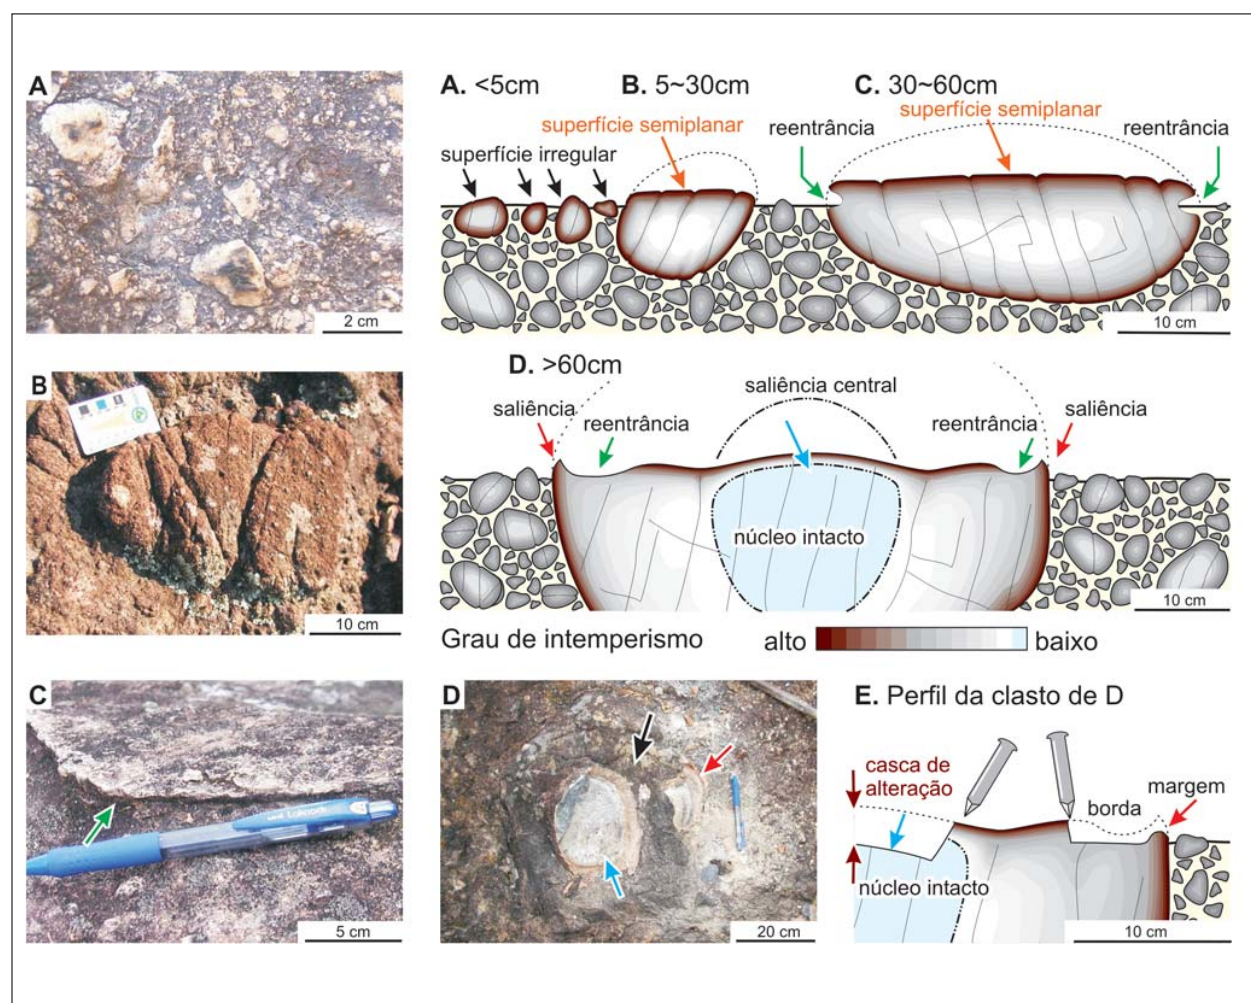 A
2 cm
A. <5cm
B. 5~30cm
C. 30~60cm
superfície semiplanar
superfície semiplanar
reentrância
reentrância
superfície irregular
10 cm
B
10 cm
D. >60cm
saliência central
saliência
reentrância
reentrância
saliência
núcleo intacto
10 cm
Grau de intemperismo
alto
baixo
C
5 cm
D
20 cm
E. Perfil da clasto de D
casca de
alteração
margem
borda
núcleo intacto
10 cm